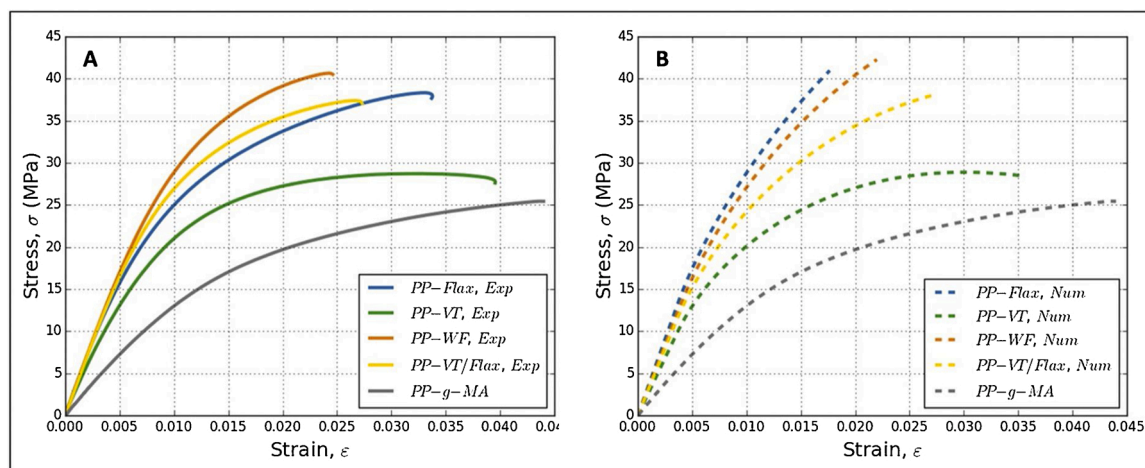 A
45
40
35
30
25
20
15
10
5
0
Stress, σ (MPa)
PP−Flax, Exp
PP−VT, Exp
PP−WF, Exp
PP−VT/Flax, Exp
PP−g−MA
0.000 0.005 0.010 0.015 0.020 0.025 0.030 0.035 0.040 0.04
Strain, ε
B
45
40
35
30
25
20
15
10
5
0
Stress, σ (MPa)
PP−Flax, Num
PP−VT, Num
PP−WF, Num
PP−VT/Flax, Num
PP−g−MA
0.000 0.005 0.010 0.015 0.020 0.025 0.030 0.035 0.040 0.045
Strain, ε